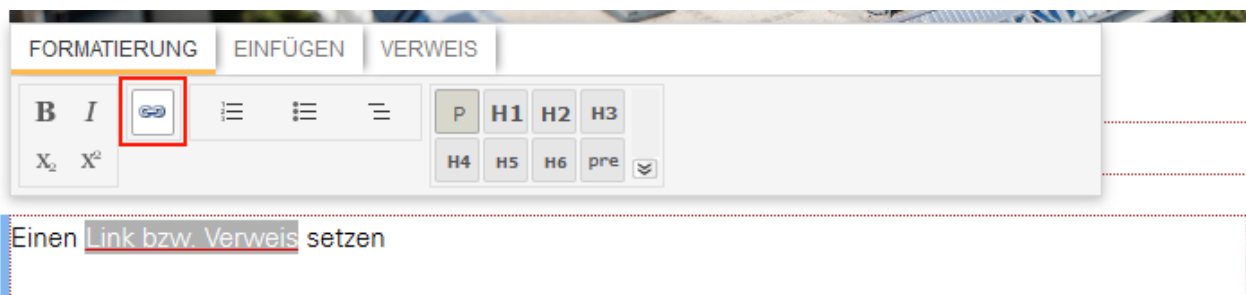 FORMATIERUNG EINFÜGEN VERWEIS
B I P H1 H2 H3
X₂ X² H4 H5 H6 pre
Einen Link bzw. Verweis setzen